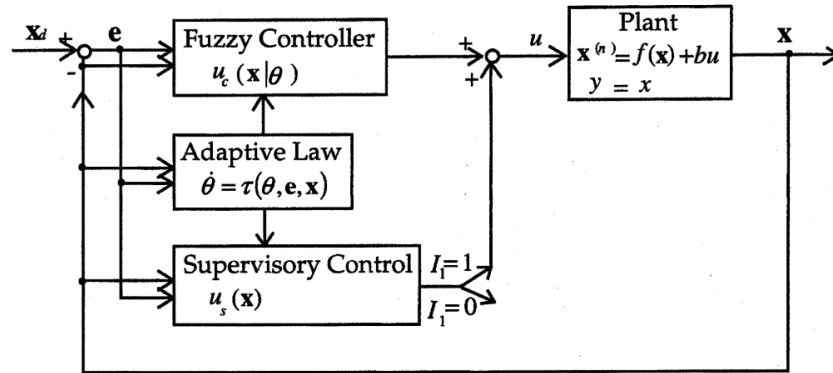 x_d + e
-
Fuzzy Controller
u_c (x|θ)
+
+
u
Plant
x^(n) = f(x) + bu
y = x
x
Adaptive Law
θ̇ = τ(θ, e, x)
Supervisory Control
u_s (x)
I_1 = 1
I_1 = 0